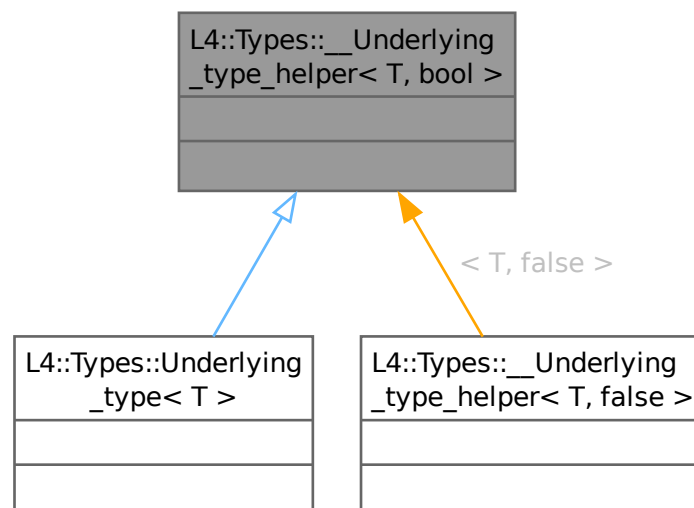 L4::Types::__Underlying
_type_helper< T, bool >
< T, false >
L4::Types::Underlying
_type< T >
L4::Types::__Underlying
_type_helper< T, false >